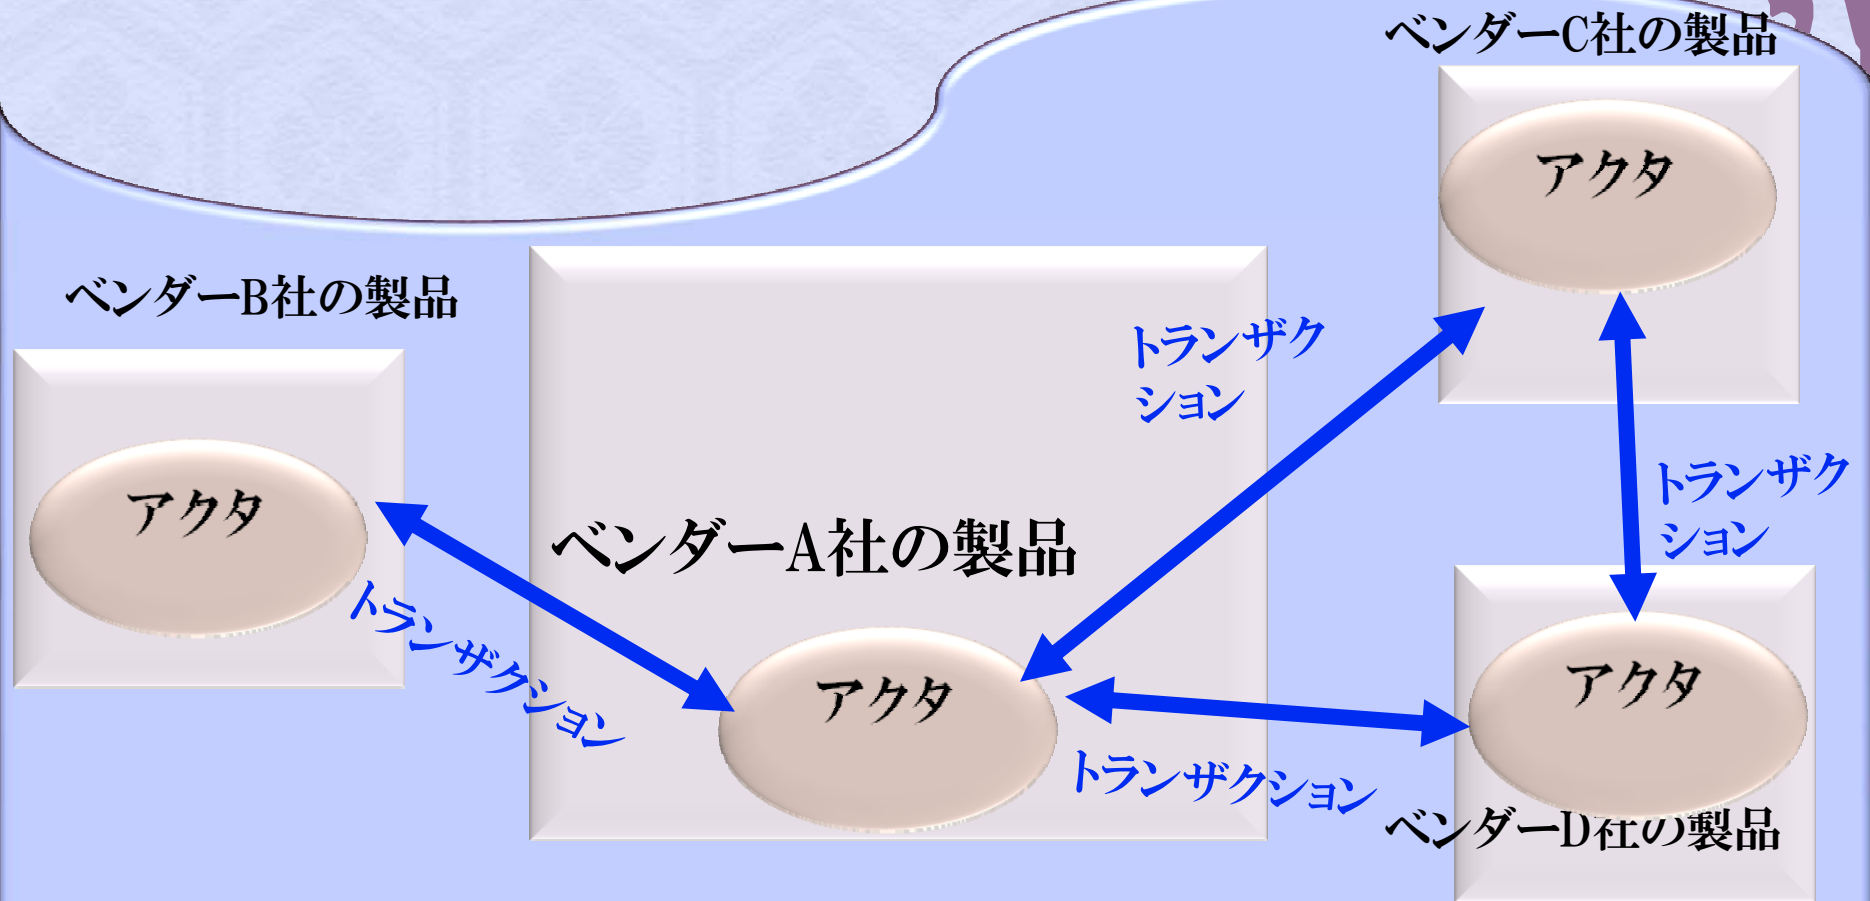 ベンダーC社の製品
アクタ
ベンダーB社の製品
トランザク
ション
アクタ
ベンダーA社の製品
トランザク
ション
トランザクション
アクタ
アクタ
トランザクション
ベンダーD社の製品